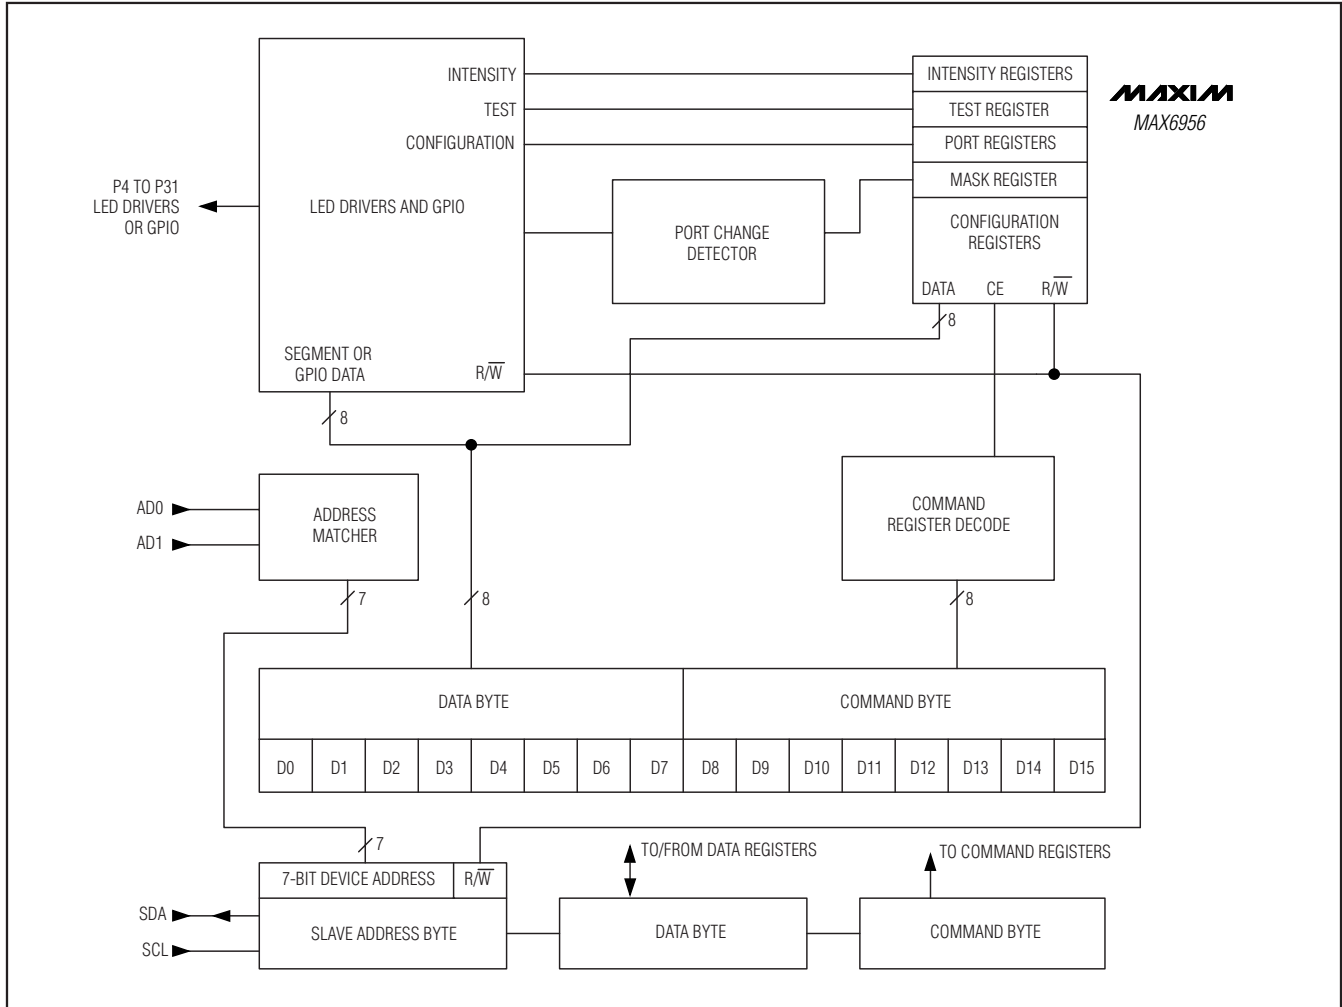 INTENSITY
INTENSITY REGISTERS
MAXIM
MAX6956
TEST
TEST REGISTER
CONFIGURATION
PORT REGISTERS
MASK REGISTER
P4 TO P31
LED DRIVERS
OR GPIO
LED DRIVERS AND GPIO
PORT CHANGE
DETECTOR
CONFIGURATION
REGISTERS
DATA CE R/W̅
8
SEGMENT OR
GPIO DATA
R/W̅
8
AD0
AD1
ADDRESS
MATCHER
COMMAND
REGISTER DECODE
7
8
8
DATA BYTE
COMMAND BYTE
D0 D1 D2 D3 D4 D5 D6 D7 D8 D9 D10 D11 D12 D13 D14 D15
7
TO/FROM DATA REGISTERS
TO COMMAND REGISTERS
7-BIT DEVICE ADDRESS
R/W̅
SDA
SCL
SLAVE ADDRESS BYTE
DATA BYTE
COMMAND BYTE